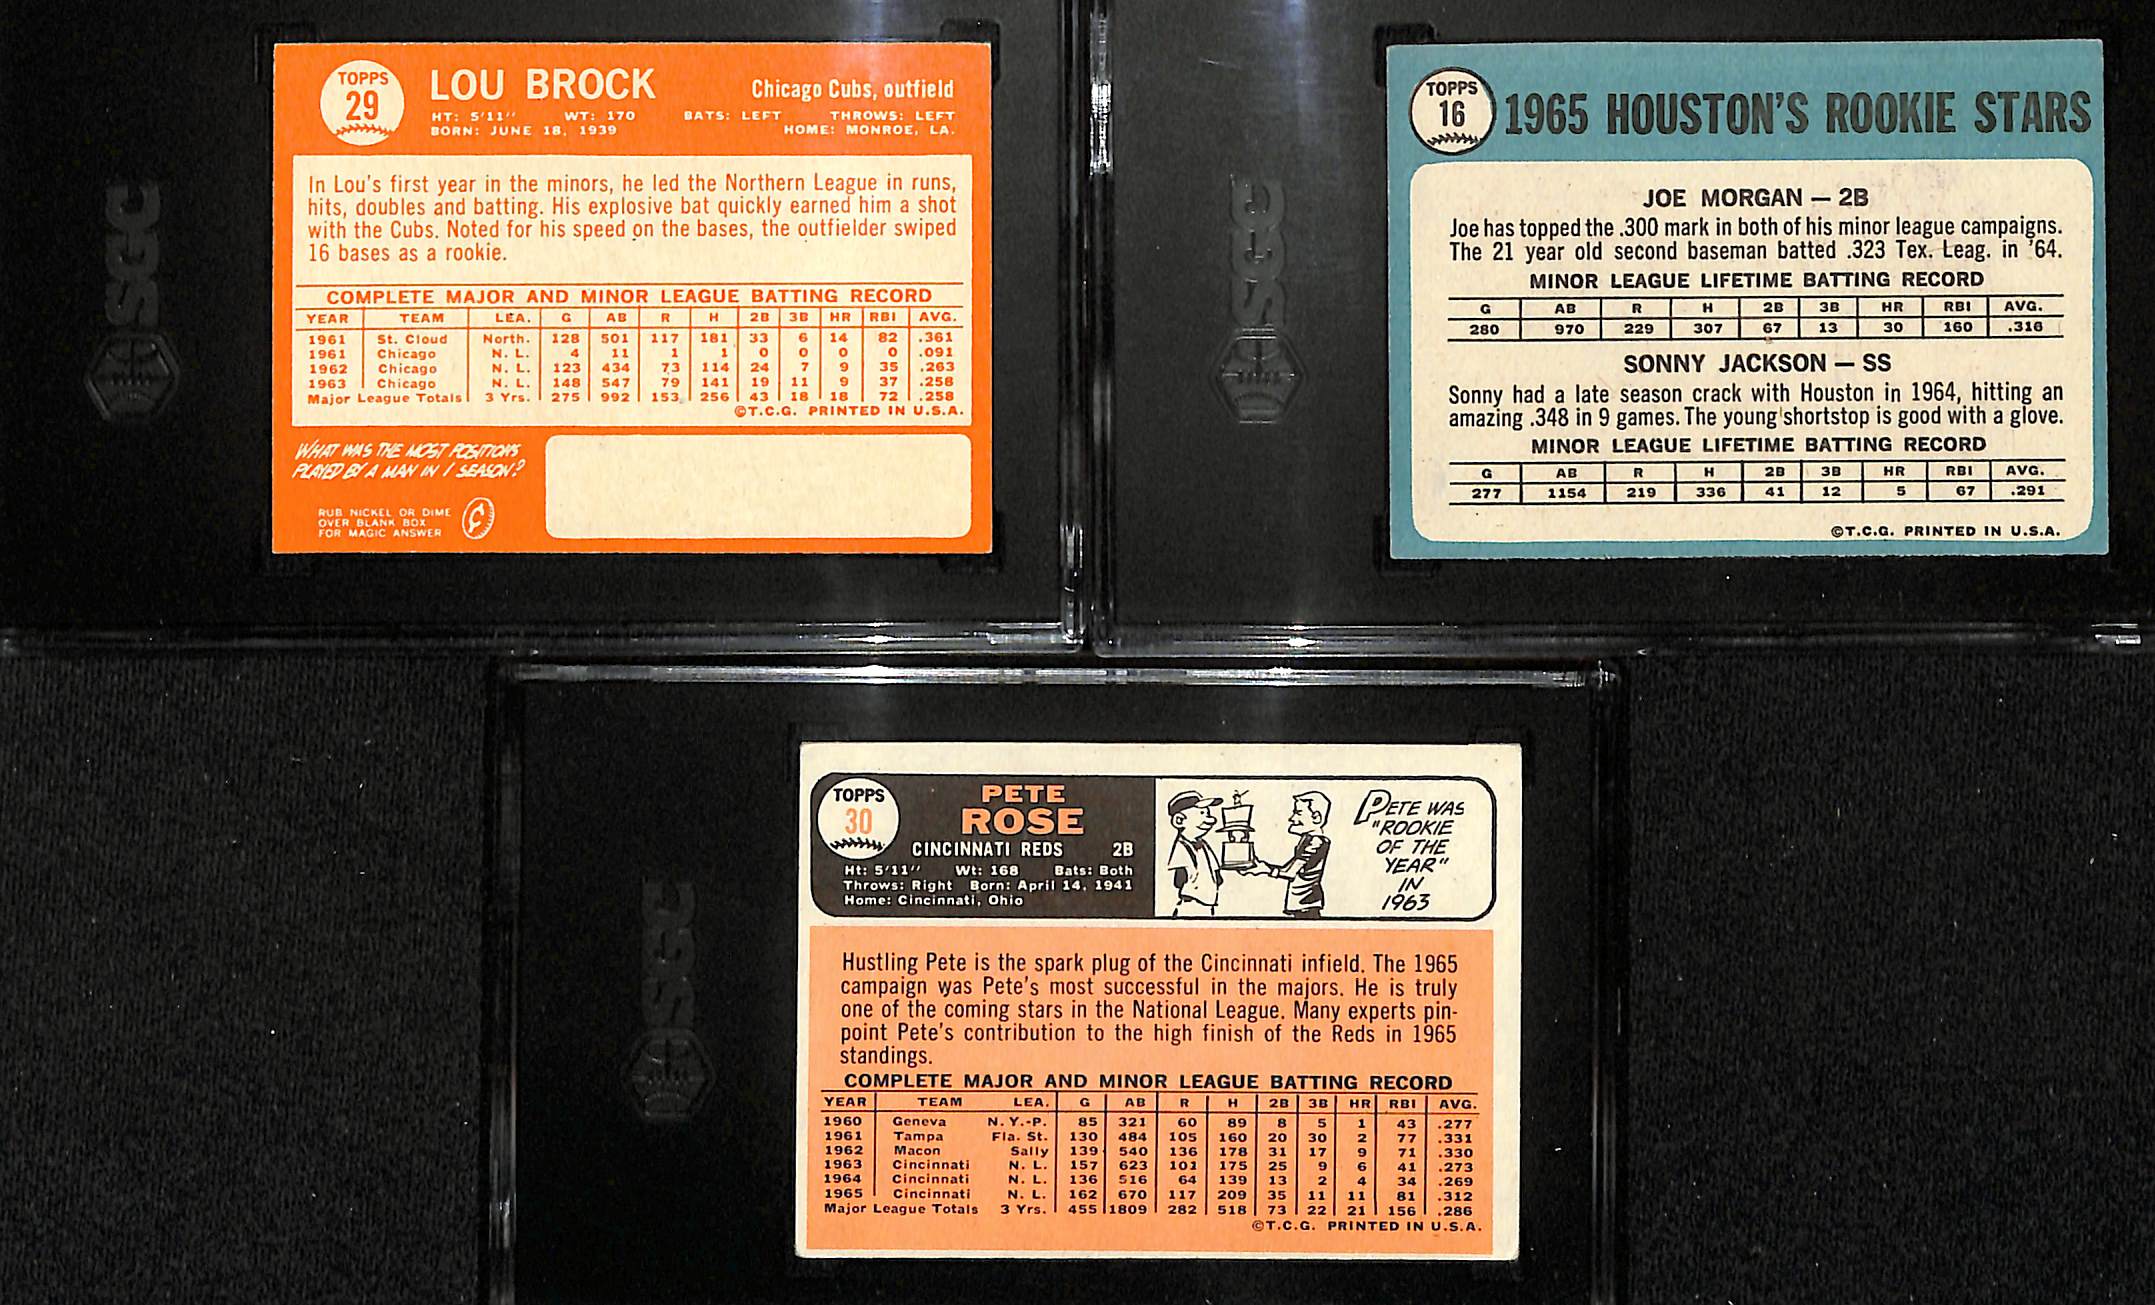 TOPPS
29
LOU BROCK
Chicago Cubs, outfield
HT: 5'11" WT: 170 BATS: LEFT THROWS: LEFT
BORN: JUNE 18, 1939 HOME: MONROE, LA.
In Lou's first year in the minors, he led the Northern League in runs,
hits, doubles and batting. His explosive bat quickly earned him a shot
with the Cubs. Noted for his speed on the bases, the outfielder swiped
16 bases as a rookie.
COMPLETE MAJOR AND MINOR LEAGUE BATTING RECORD
YEAR TEAM LEA. G AB R H 2B 3B HR RBI AVG.
1961 St. Cloud North. 128 501 117 181 33 6 14 82 .361
1961 Chicago N. L. 4 11 1 1 0 0 0 0 .091
1962 Chicago N. L. 123 434 73 114 24 7 9 35 .263
1963 Chicago N. L. 148 547 79 141 19 11 9 37 .258
Major League Totals 3 Yrs. 275 992 153 256 43 18 18 72 .258
©T.C.G. PRINTED IN U.S.A.
WHAT WAS THE MOST POSITIONS
PLAYED BY A MAN IN 1 SEASON?
RUB NICKEL OR DIME
OVER BLANK BOX
FOR MAGIC ANSWER
¢
SGC
TOPPS
16
1965 HOUSTON'S ROOKIE STARS
JOE MORGAN — 2B
Joe has topped the .300 mark in both of his minor league campaigns.
The 21 year old second baseman batted .323 Tex. Leag. in '64.
MINOR LEAGUE LIFETIME BATTING RECORD
G AB R H 2B 3B HR RBI AVG.
280 970 229 307 67 13 30 160 .316
SONNY JACKSON — SS
Sonny had a late season crack with Houston in 1964, hitting an
amazing .348 in 9 games. The young shortstop is good with a glove.
MINOR LEAGUE LIFETIME BATTING RECORD
G AB R H 2B 3B HR RBI AVG.
277 1154 219 336 41 12 5 67 .291
©T.C.G. PRINTED IN U.S.A.
SGC
TOPPS
30
PETE
ROSE
CINCINNATI REDS 2B
Ht: 5'11" Wt: 168 Bats: Both
Throws: Right Born: April 14, 1941
Home: Cincinnati, Ohio
PETE WAS
"ROOKIE
OF THE
YEAR"
IN
1963
Hustling Pete is the spark plug of the Cincinnati infield. The 1965
campaign was Pete's most successful in the majors. He is truly
one of the coming stars in the National League. Many experts pin-
point Pete's contribution to the high finish of the Reds in 1965
standings.
COMPLETE MAJOR AND MINOR LEAGUE BATTING RECORD
YEAR TEAM LEA. G AB R H 2B 3B HR RBI AVG.
1960 Geneva N.Y.-P. 85 321 60 89 8 5 1 43 .277
1961 Tampa Fla. St. 130 484 105 160 20 30 2 77 .331
1962 Macon Sally 139 540 136 178 31 17 9 71 .330
1963 Cincinnati N. L. 157 623 101 175 25 9 6 41 .273
1964 Cincinnati N. L. 136 516 64 139 13 2 4 34 .269
1965 Cincinnati N. L. 162 670 117 209 35 11 11 81 .312
Major League Totals 3 Yrs. 455 1809 282 518 73 22 21 156 .286
©T.C.G. PRINTED IN U.S.A.
SGC